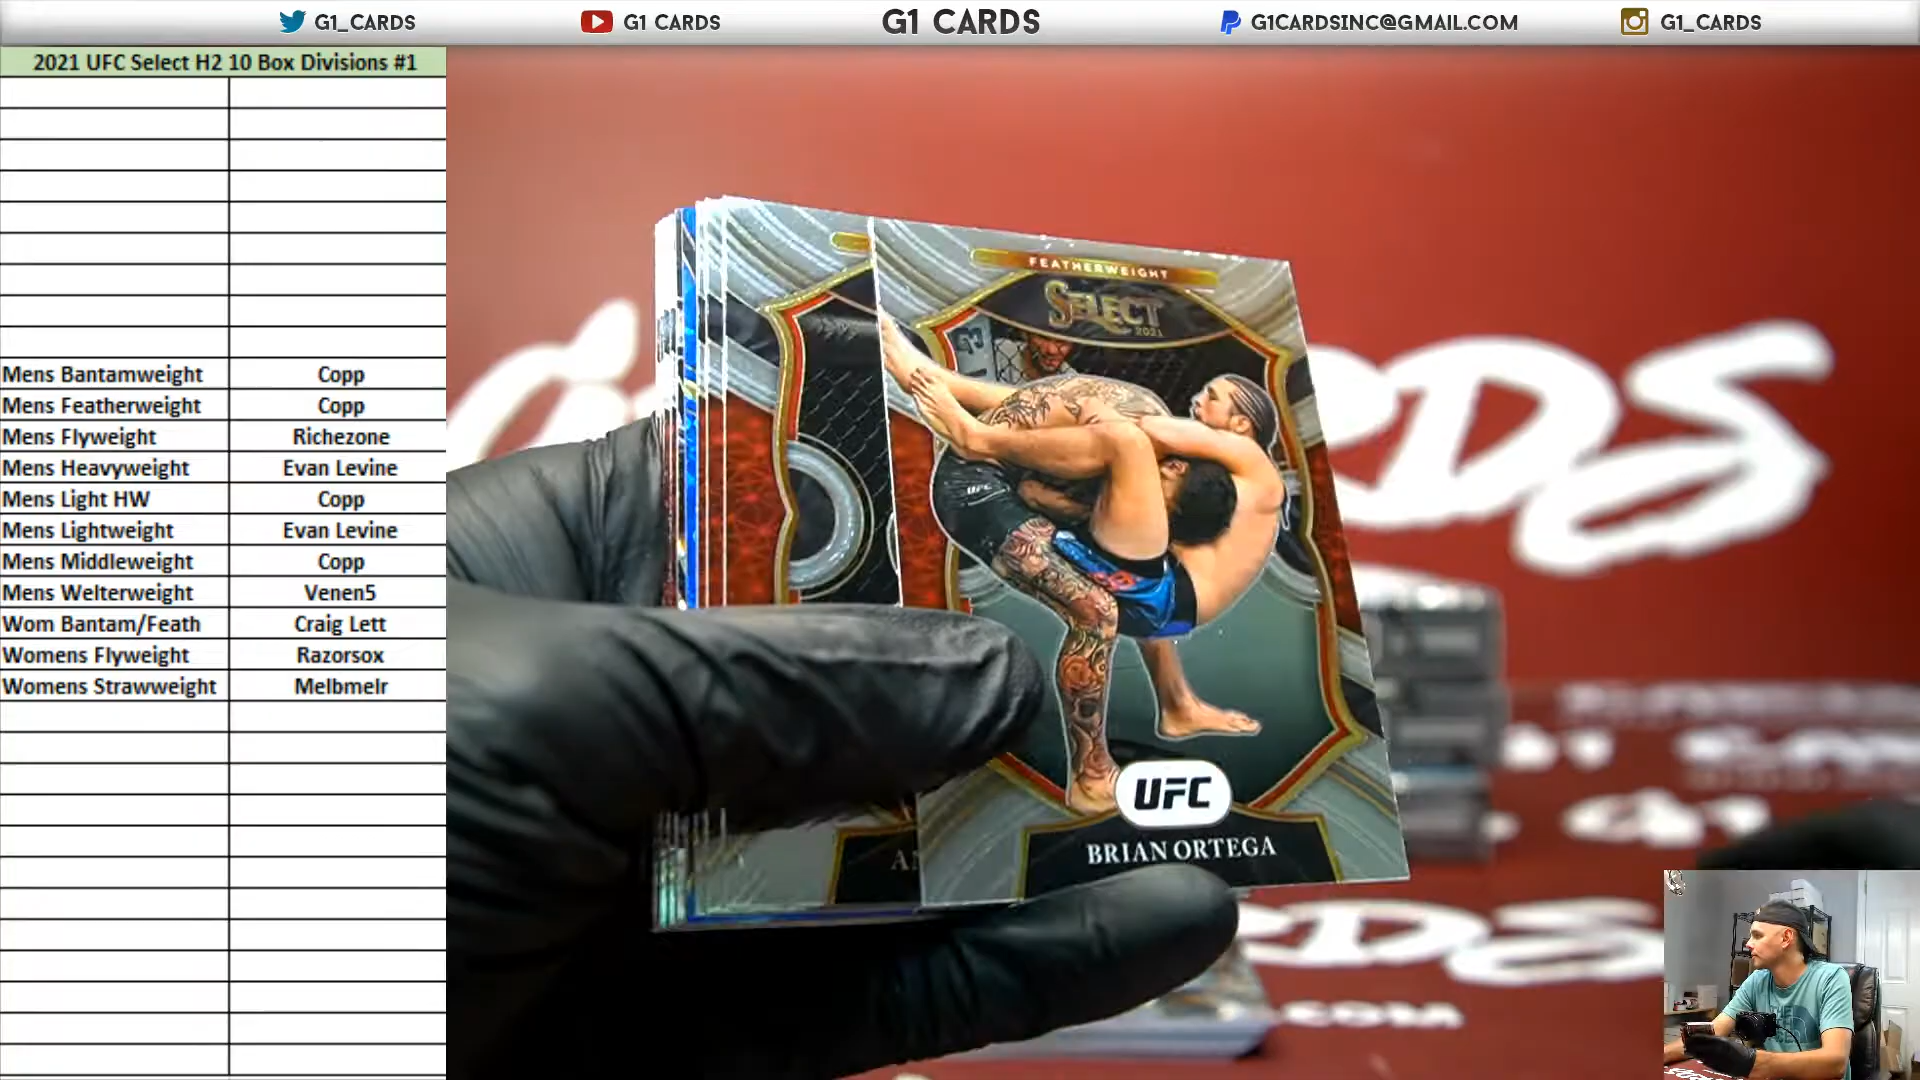 G1_CARDS
G1 CARDS
G1 CARDS
G1CARDSINC@GMAIL.COM
G1_CARDS
2021 UFC Select H2 10 Box Divisions #1
Mens Bantamweight Copp
Mens Featherweight Copp
Mens Flyweight Richezone
Mens Heavyweight Evan Levine
Mens Light HW Copp
Mens Lightweight Evan Levine
Mens Middleweight Copp
Mens Welterweight Venen5
Wom Bantam/Feath Craig Lett
Womens Flyweight Razorsox
Womens Strawweight Melbmelr
FEATHERWEIGHT
SELECT
2021
UFC
BRIAN ORTEGA